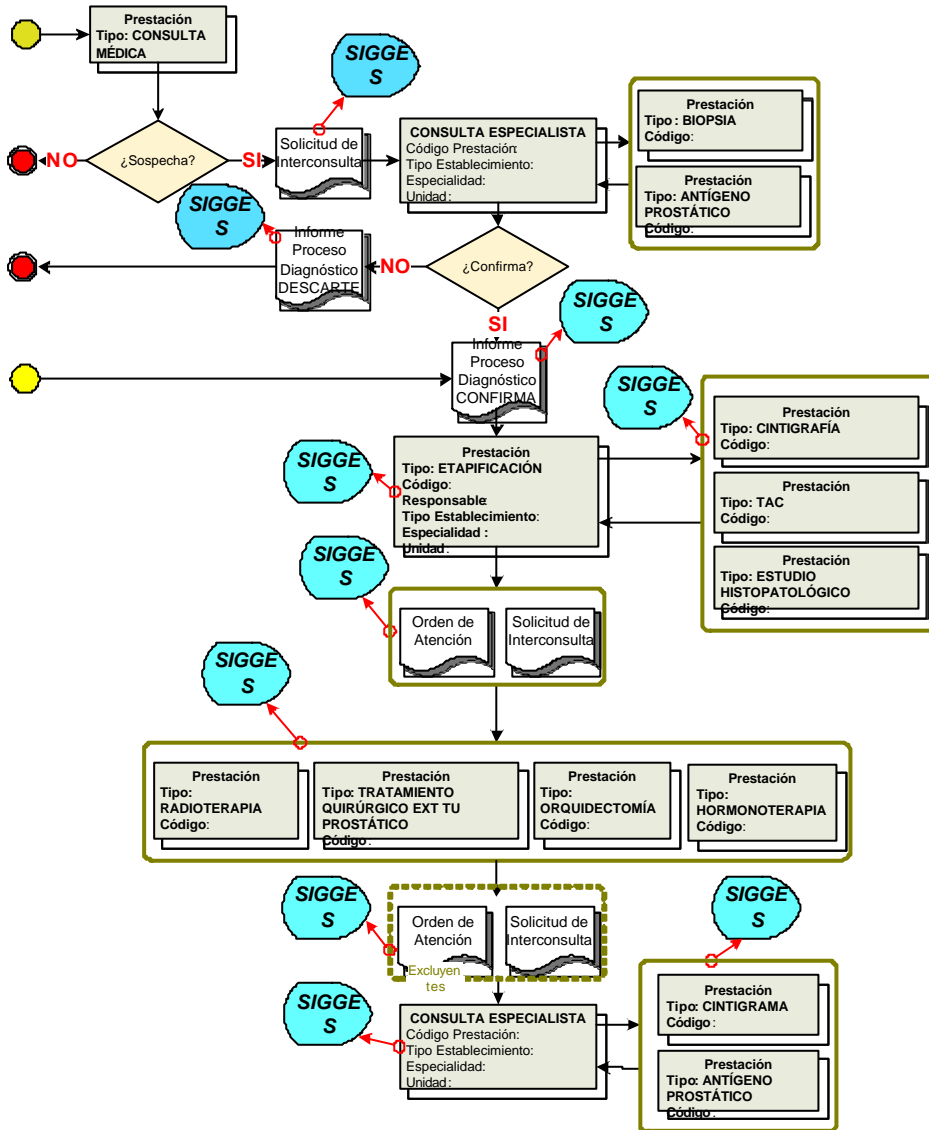 Prestación
Tipo: CONSULTA
MÉDICA
SIGGE
S
¿Sospecha?
NO
SI
Solicitud de
Interconsulta
CONSULTA ESPECIALISTA
Código Prestación:
Tipo Establecimiento:
Especialidad:
Unidad:
Prestación
Tipo: BIOPSIA
Código:
Prestación
Tipo: ANTÍGENO
PROSTÁTICO
Código:
SIGGE
S
Informe
Proceso
Diagnóstico
DESCARTE
NO
¿Confirma?
SI
SIGGE
S
Informe
Proceso
Diagnóstico
CONFIRMA
SIGGE
S
Prestación
Tipo: CINTIGRAFÍA
Código:
Prestación
Tipo: TAC
Código:
Prestación
Tipo: ESTUDIO
HISTOPATOLÓGICO
Código:
SIGGE
S
Prestación
Tipo: ETAPIFICACIÓN
Código:
Responsable:
Tipo Establecimiento:
Especialidad :
Unidad:
SIGGE
S
Orden de
Atención
Solicitud de
Interconsulta
SIGGE
S
Prestación
Tipo:
RADIOTERAPIA
Código:
Prestación
Tipo: TRATAMIENTO
QUIRÚRGICO EXT TU
PROSTÁTICO
Código:
Prestación
Tipo:
ORQUIDECTOMÍA
Código:
Prestación
Tipo:
HORMONOTERAPIA
Código:
SIGGE
S
Orden de
Atención
Solicitud de
Interconsulta
Excluyen
tes
SIGGE
S
SIGGE
S
CONSULTA ESPECIALISTA
Código Prestación:
Tipo Establecimiento:
Especialidad:
Unidad:
Prestación
Tipo: CINTIGRAMA
Código:
Prestación
Tipo: ANTÍGENO
PROSTÁTICO
Código: